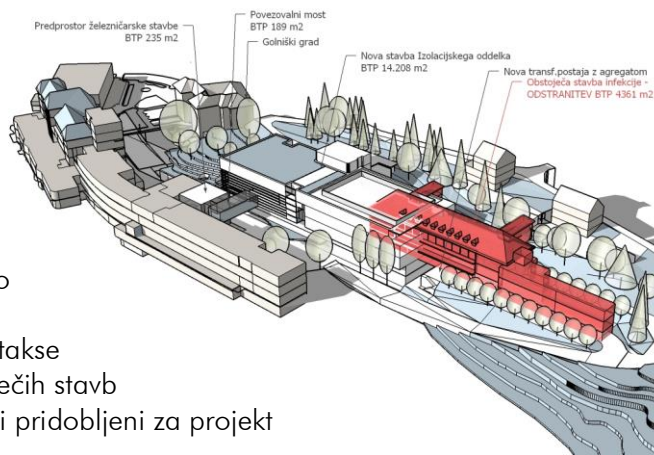 Predprostor železničarske stavbe
BTP 235 m2
Povezovalni most
BTP 189 m2
Golniški grad
Nova stavba Izolacijskega oddelka
BTP 14.208 m2
Nova transf.postaja z agregatom
Obstoječa stavba infekcije -
ODSTRANITEV BTP 4361 m2
takse
ečih stavb
i pridobljeni za projekt